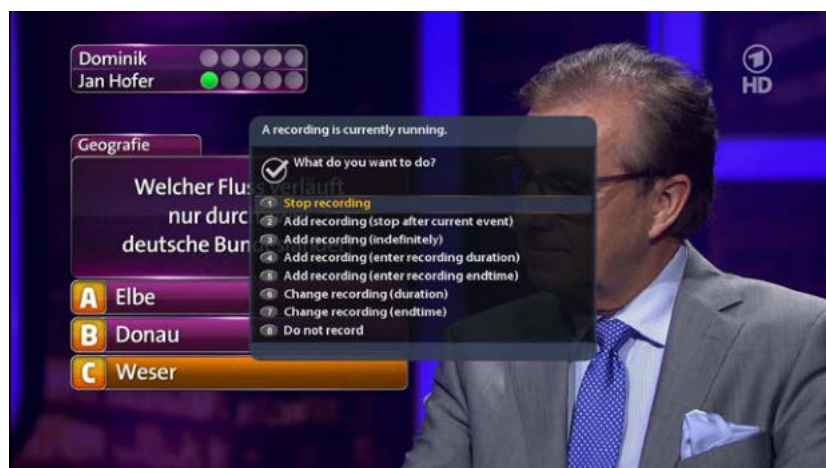 Dominik
Jan Hofer
HD
Geografie
Welcher Fluss verläuft
nur durc
deutsche Bun
A Elbe
B Donau
C Weser
A recording is currently running.
What do you want to do?
1 Stop recording
2 Add recording (stop after current event)
3 Add recording (indefinitely)
4 Add recording (enter recording duration)
5 Add recording (enter recording endtime)
6 Change recording (duration)
7 Change recording (endtime)
8 Do not record